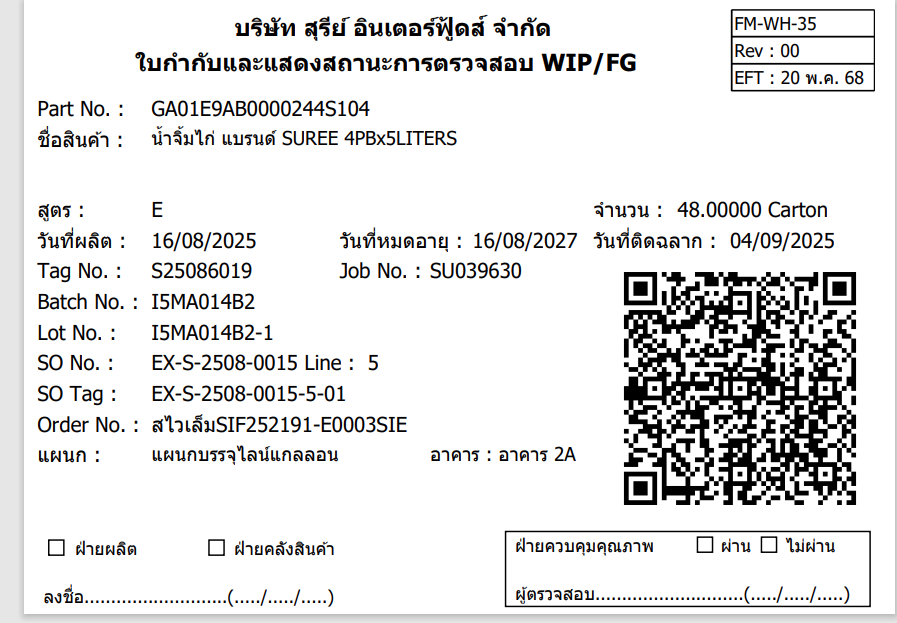 บริษัท สุรีย์ อินเตอร์ฟู้ดส์ จำกัด
ใบกำกับและแสดงสถานะการตรวจสอบ WIP/FG
FM-WH-35
Rev : 00
EFT : 20 พ.ค. 68
Part No. : GA01E9AB0000244S104
ชื่อสินค้า : น้ำจิ้มไก่ แบรนด์ SUREE 4PBx5LITERS
สูตร : E จำนวน : 48.00000 Carton
วันที่ผลิต : 16/08/2025 วันที่หมดอายุ : 16/08/2027 วันที่ติดฉลาก : 04/09/2025
Tag No. : S25086019 Job No. : SU039630
Batch No. : I5MA014B2
Lot No. : I5MA014B2-1
SO No. : EX-S-2508-0015 Line : 5
SO Tag : EX-S-2508-0015-5-01
Order No. : สไวเล็มSIF252191-E0003SIE
แผนก : แผนกบรรจุไลน์แกลลอน อาคาร : อาคาร 2A
☐ ฝ่ายผลิต ☐ ฝ่ายคลังสินค้า
ลงชื่อ............................(...../...../.....)
ฝ่ายควบคุมคุณภาพ ☐ ผ่าน ☐ ไม่ผ่าน
ผู้ตรวจสอบ.............................(...../...../.....)